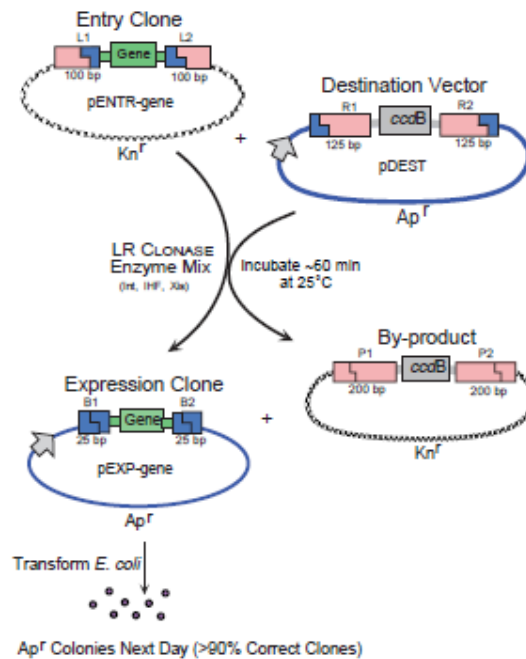 Entry Clone
L1
L2
Gene
100 bp
100 bp
pENTR-gene
Knʳ
+
Destination Vector
R1
R2
ccdB
125 bp
125 bp
pDEST
Apʳ
LR CLONASE
Enzyme Mix
(Int, IHF, Xis)
Incubate ~60 min
at 25°C
By-product
P1
P2
ccdB
200 bp
200 bp
Knʳ
Expression Clone
B1
B2
Gene
25 bp
25 bp
+
pEXP-gene
Apʳ
Transform E. coli
Apʳ Colonies Next Day (>90% Correct Clones)